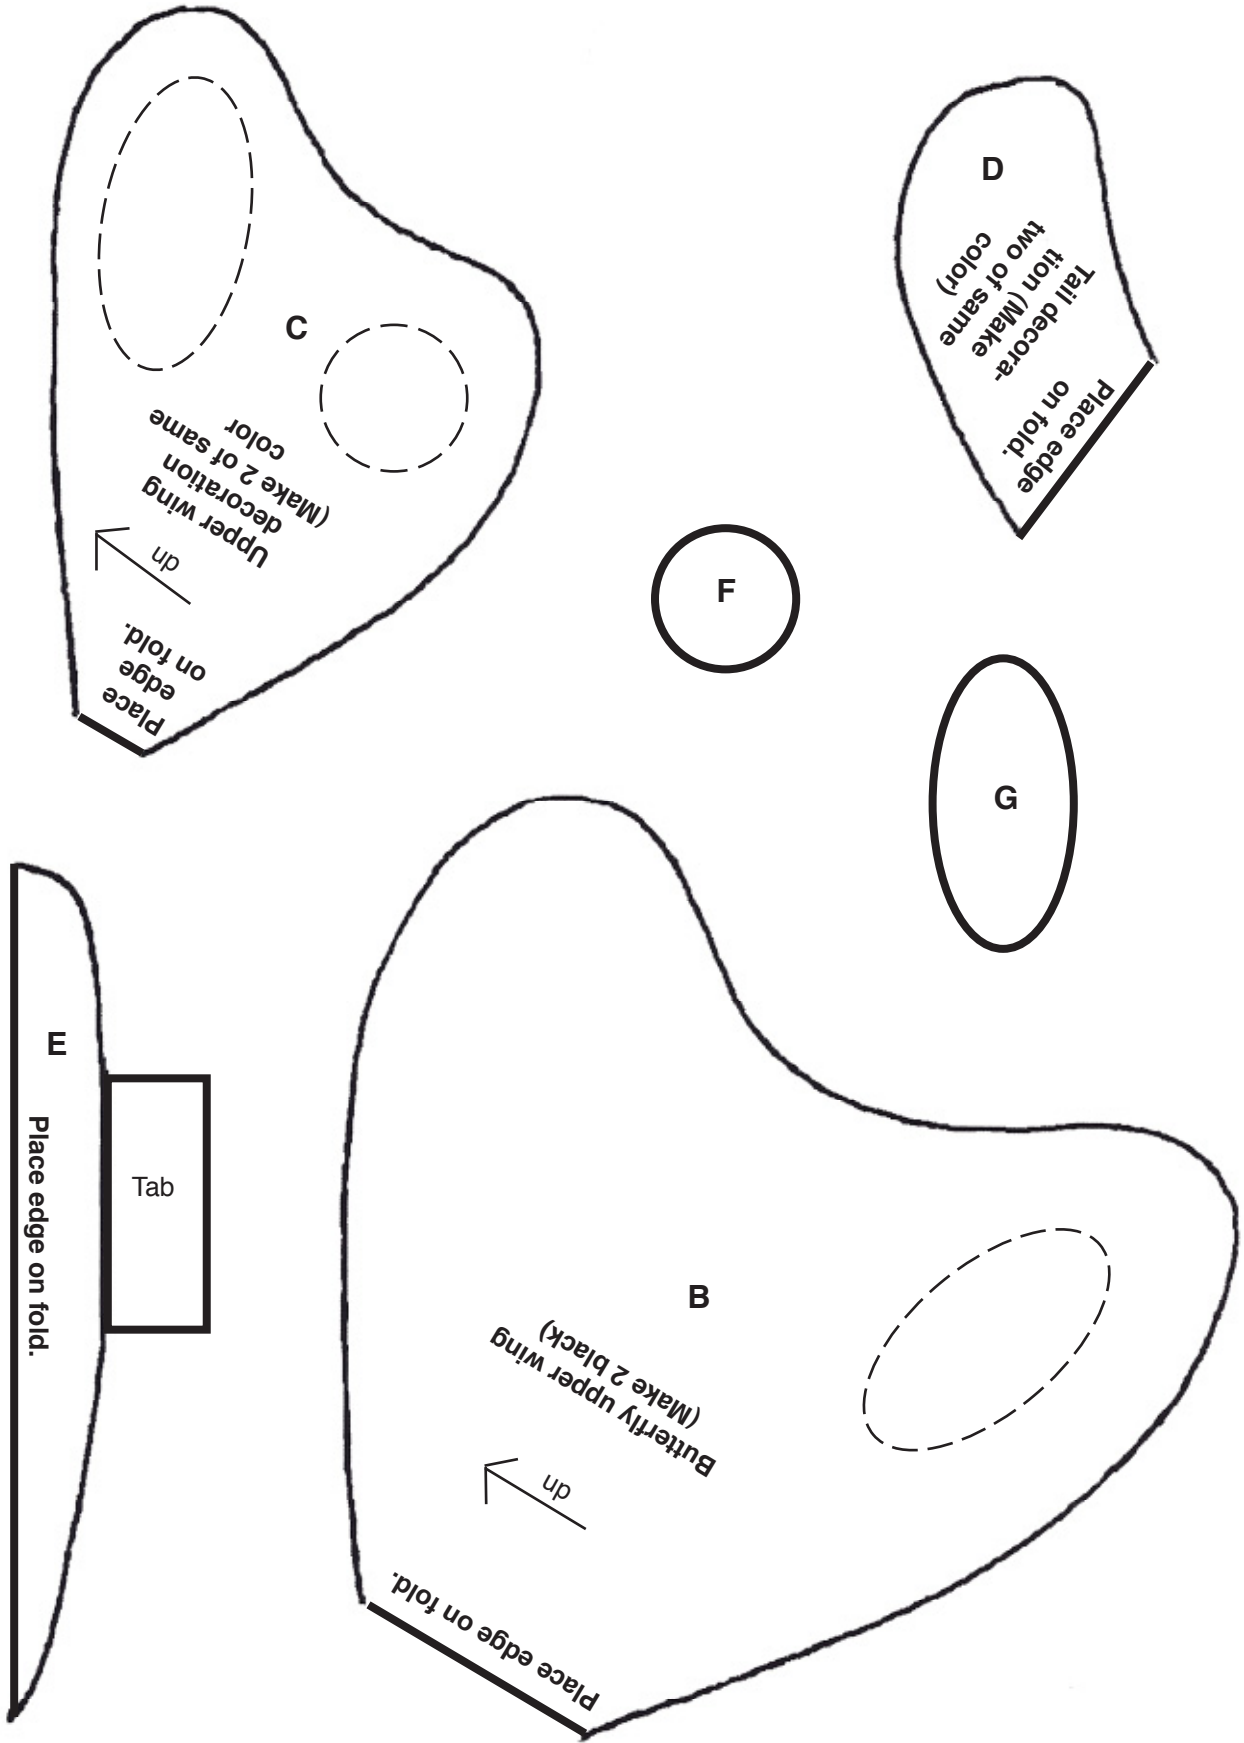 C
Upper wing
decoration
(Make 2 of same
color
up
Place
edge
on fold.
D
Tail decora-
tion (Make
two of same
color)
Place edge
on fold.
F
G
E
Place edge on fold.
Tab
B
Butterfly upper wing
(Make 2 black)
up
Place edge on fold.